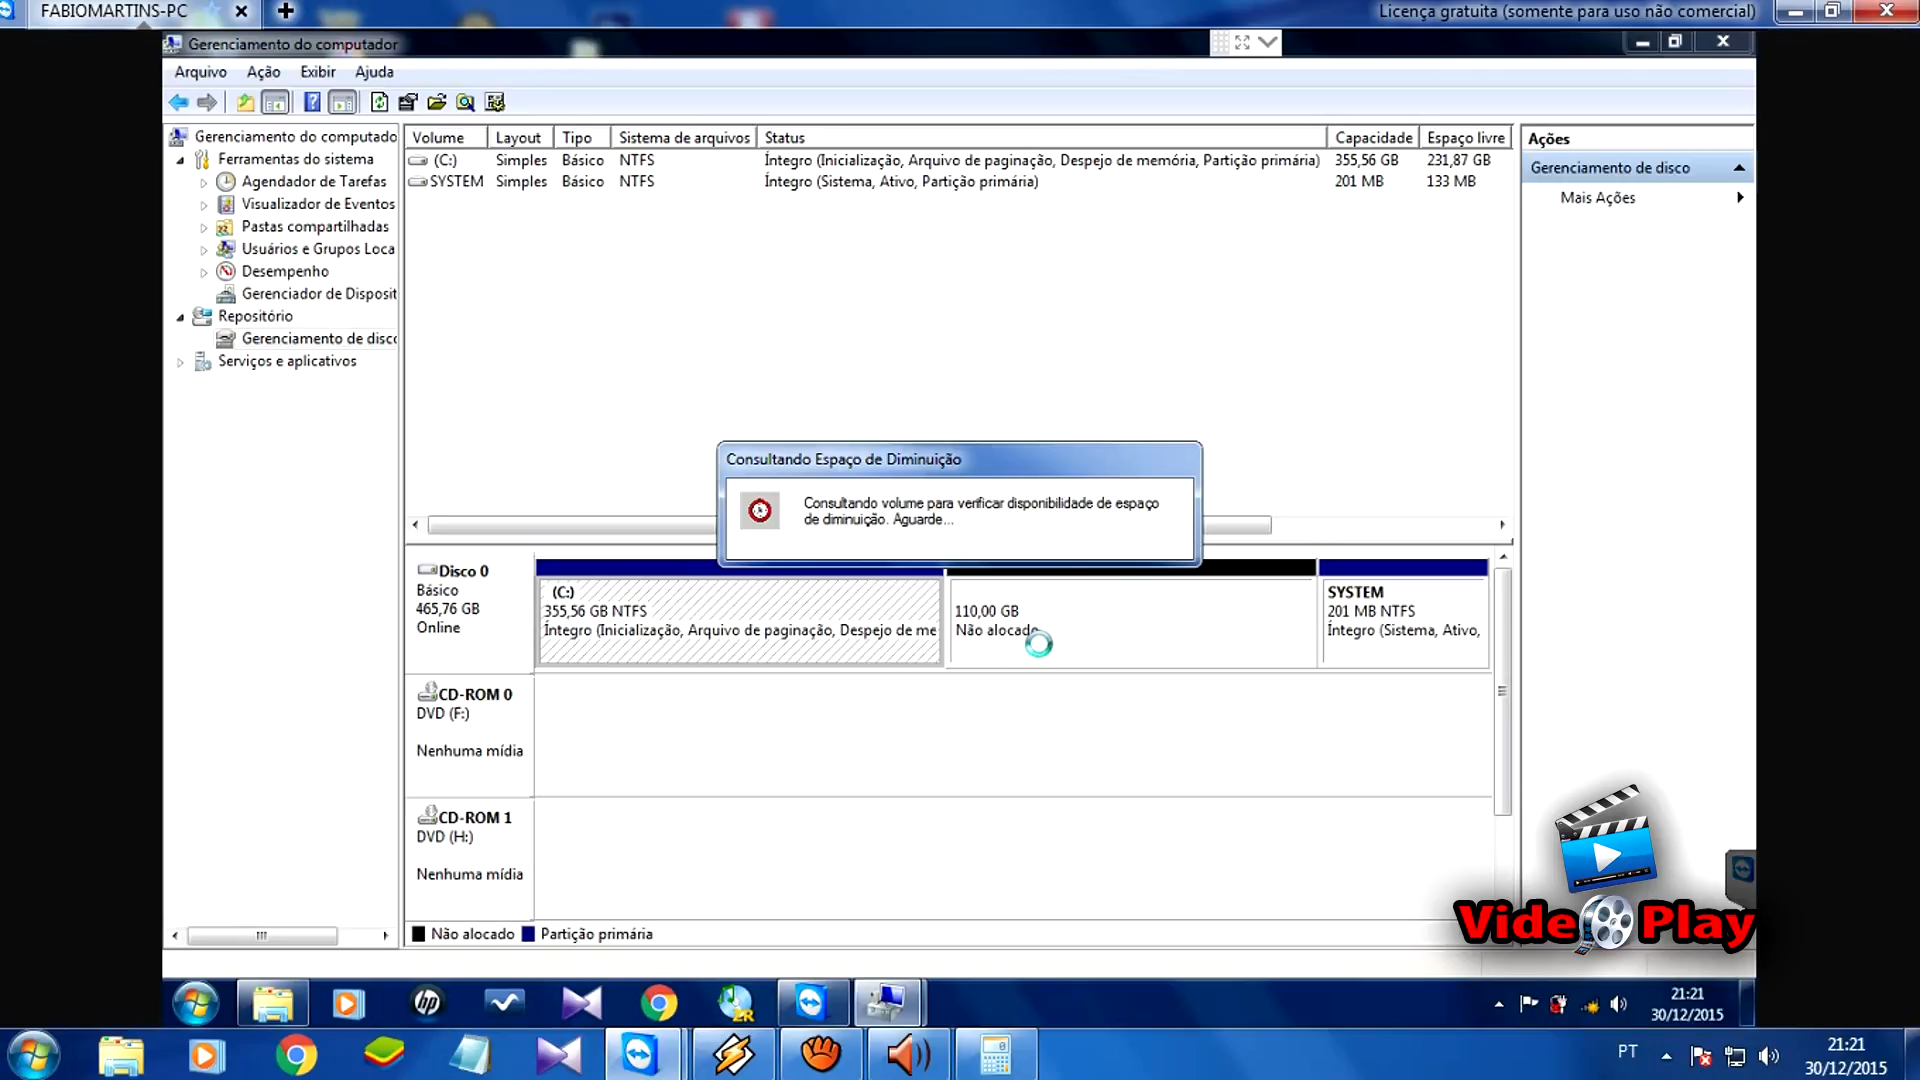 FABIOMARTINS-PC
Licença gratuita (somente para uso não comercial)
Gerenciamento do computador
Arquivo Ação Exibir Ajuda
Gerenciamento do computado
Ferramentas do sistema
Agendador de Tarefas
Visualizador de Eventos
Pastas compartilhadas
Usuários e Grupos Loca
Desempenho
Gerenciador de Disposit
Repositório
Gerenciamento de disc
Serviços e aplicativos
Volume Layout Tipo Sistema de arquivos Status Capacidade Espaço livre
(C:) Simples Básico NTFS Íntegro (Inicialização, Arquivo de paginação, Despejo de memória, Partição primária) 355,56 GB 231,87 GB
SYSTEM Simples Básico NTFS Íntegro (Sistema, Ativo, Partição primária) 201 MB 133 MB
Ações
Gerenciamento de disco
Mais Ações
Consultando Espaço de Diminuição
Consultando volume para verificar disponibilidade de espaço
de diminuição. Aguarde...
Disco 0
Básico
465,76 GB
Online
(C:)
355,56 GB NTFS
Íntegro (Inicialização, Arquivo de paginação, Despejo de me
110,00 GB
Não alocado
SYSTEM
201 MB NTFS
Íntegro (Sistema, Ativo,
CD-ROM 0
DVD (F:)
Nenhuma mídia
CD-ROM 1
DVD (H:)
Nenhuma mídia
Não alocado Partição primária
Vide Play
hp
2R
21:21
30/12/2015
PT
21:21
30/12/2015